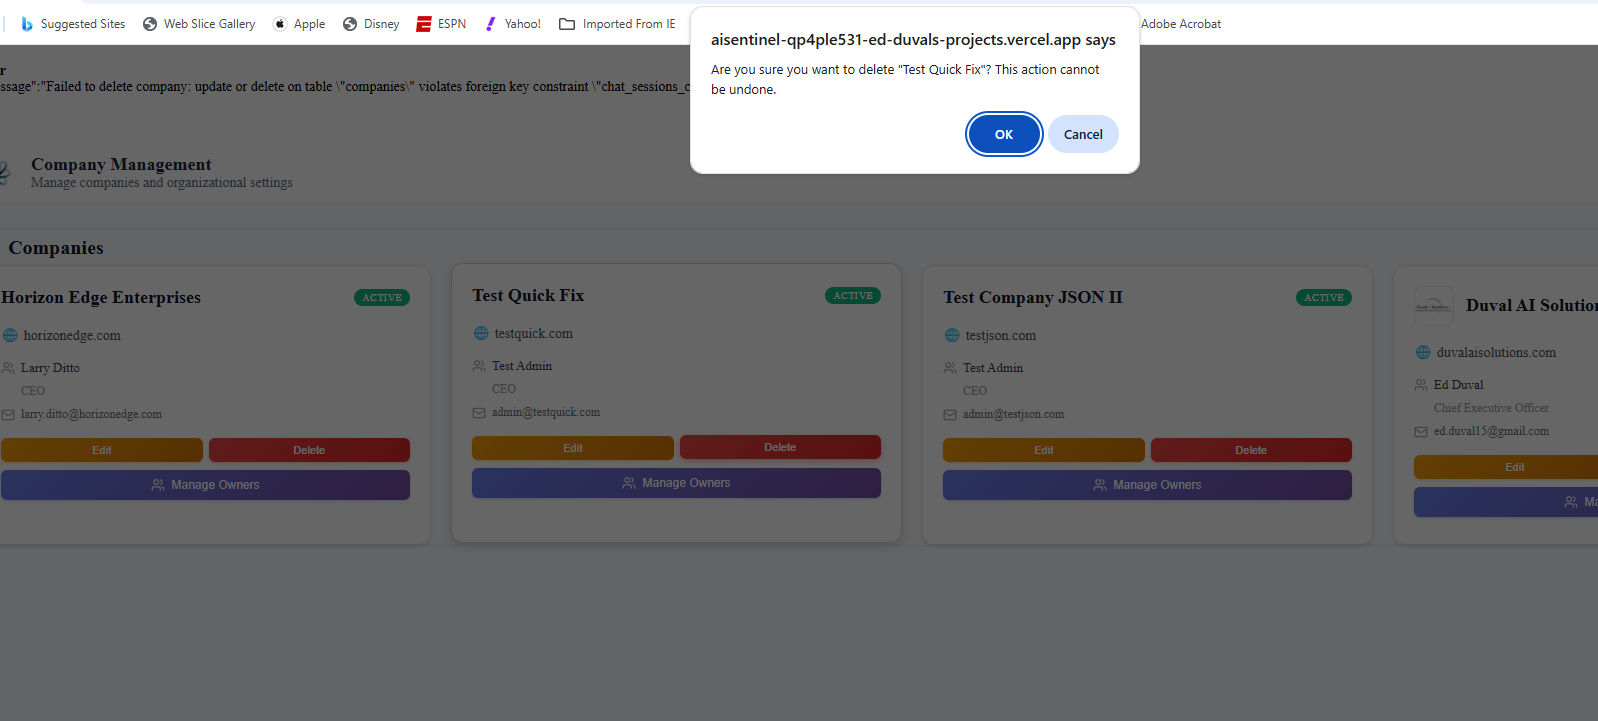 Suggested Sites Web Slice Gallery Apple Disney ESPN Yahoo! Imported From IE Adobe Acrobat
aisentinel-qp4ple531-ed-duvals-projects.vercel.app says
Are you sure you want to delete "Test Quick Fix"? This action cannot
be undone.
OK Cancel
r
ssage":"Failed to delete company: update or delete on table \"companies\" violates foreign key constraint \"chat_sessions_c
Company Management
Manage companies and organizational settings
Companies
Horizon Edge Enterprises ACTIVE
horizonedge.com
Larry Ditto
CEO
larry.ditto@horizonedge.com
Edit Delete
Manage Owners
Test Quick Fix ACTIVE
testquick.com
Test Admin
CEO
admin@testquick.com
Edit Delete
Manage Owners
Test Company JSON II ACTIVE
testjson.com
Test Admin
CEO
admin@testjson.com
Edit Delete
Manage Owners
Duval AI Solution
duvalaisolutions.com
Ed Duval
Chief Executive Officer
ed.duval15@gmail.com
Edit
Ma